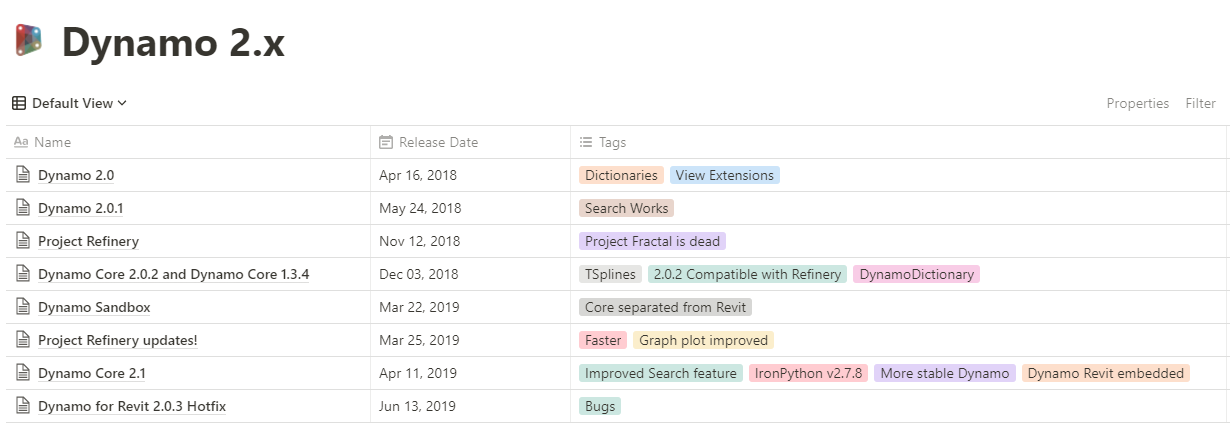 Dynamo 2.x
Default View Properties Filter
Aa Name Release Date Tags
Dynamo 2.0 Apr 16, 2018 Dictionaries View Extensions
Dynamo 2.0.1 May 24, 2018 Search Works
Project Refinery Nov 12, 2018 Project Fractal is dead
Dynamo Core 2.0.2 and Dynamo Core 1.3.4 Dec 03, 2018 TSplines 2.0.2 Compatible with Refinery DynamoDictionary
Dynamo Sandbox Mar 22, 2019 Core separated from Revit
Project Refinery updates! Mar 25, 2019 Faster Graph plot improved
Dynamo Core 2.1 Apr 11, 2019 Improved Search feature IronPython v2.7.8 More stable Dynamo Dynamo Revit embedded
Dynamo for Revit 2.0.3 Hotfix Jun 13, 2019 Bugs